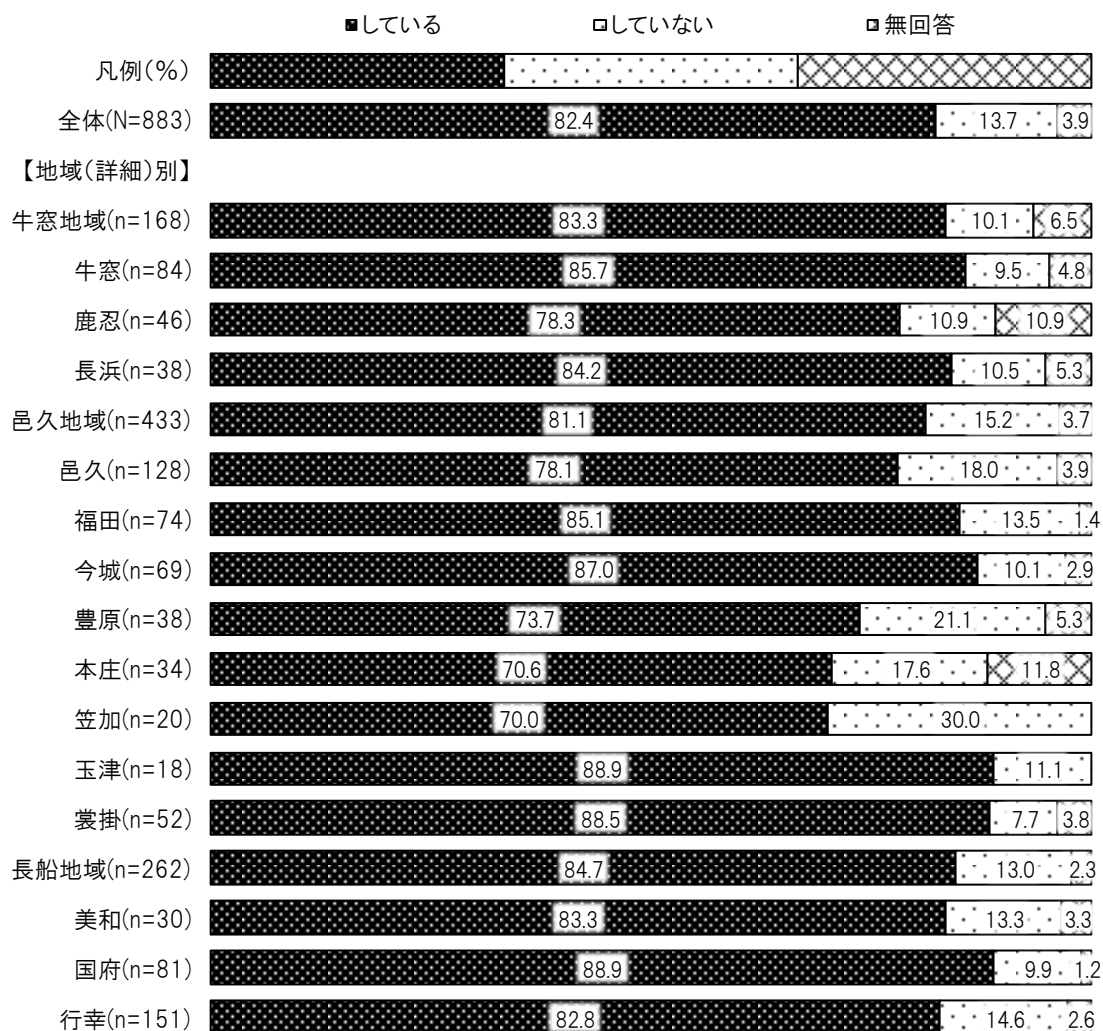 ■している □していない □無回答
凡例(%)
全体(N=883) 82.4 13.7 3.9
【地域(詳細)別】
牛窓地域(n=168) 83.3 10.1 6.5
牛窓(n=84) 85.7 9.5 4.8
鹿忍(n=46) 78.3 10.9 10.9
長浜(n=38) 84.2 10.5 5.3
邑久地域(n=433) 81.1 15.2 3.7
邑久(n=128) 78.1 18.0 3.9
福田(n=74) 85.1 13.5 1.4
今城(n=69) 87.0 10.1 2.9
豊原(n=38) 73.7 21.1 5.3
本庄(n=34) 70.6 17.6 11.8
笠加(n=20) 70.0 30.0
玉津(n=18) 88.9 11.1
裳掛(n=52) 88.5 7.7 3.8
長船地域(n=262) 84.7 13.0 2.3
美和(n=30) 83.3 13.3 3.3
国府(n=81) 88.9 9.9 1.2
行幸(n=151) 82.8 14.6 2.6